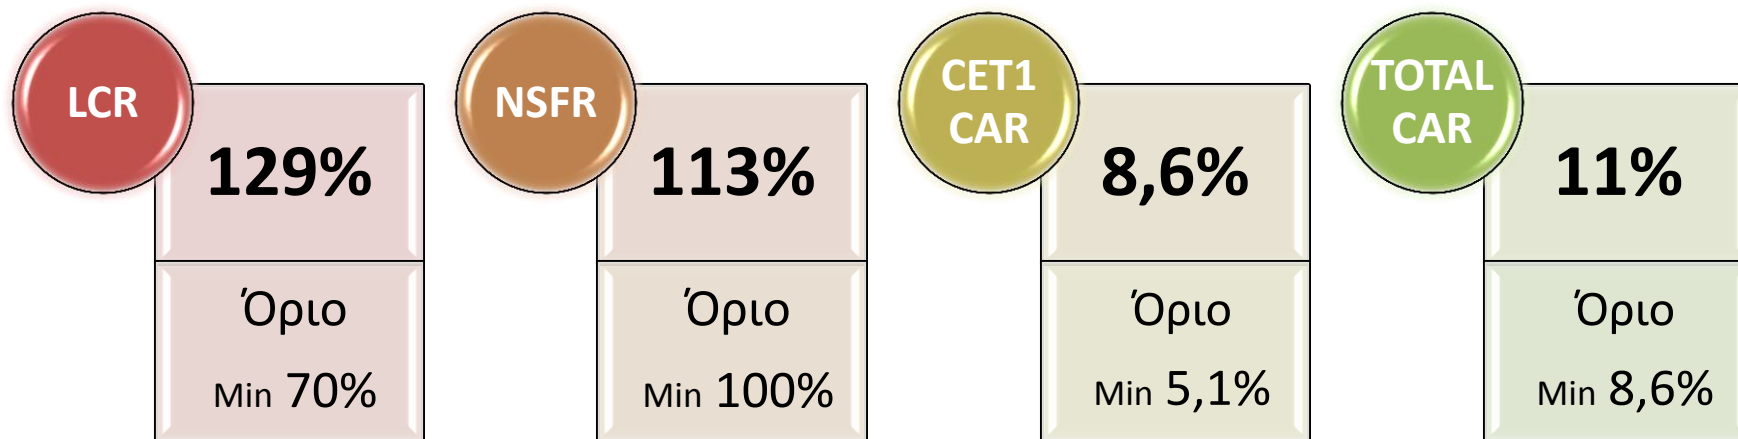 LCR
129%
Όριο
Min 70%
NSFR
113%
Όριο
Min 100%
CET1
CAR
8,6%
Όριο
Min 5,1%
TOTAL
CAR
11%
Όριο
Min 8,6%